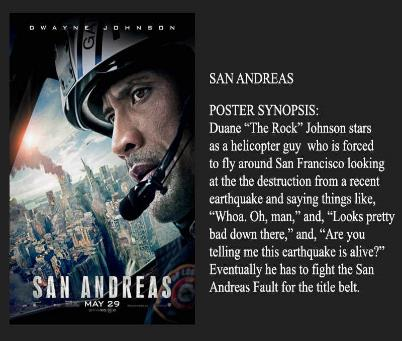 DWAYNE JOHNSON
SAN ANDREAS
MAY 29
SAN ANDREAS
POSTER SYNOPSIS:
Duane “The Rock” Johnson stars
as a helicopter guy who is forced
to fly around San Francisco looking
at the the destruction from a recent
earthquake and saying things like,
“Whoa. Oh, man,” and, “Looks pretty
bad down there,” and, “Are you
telling me this earthquake is alive?”
Eventually he has to fight the San
Andreas Fault for the title belt.